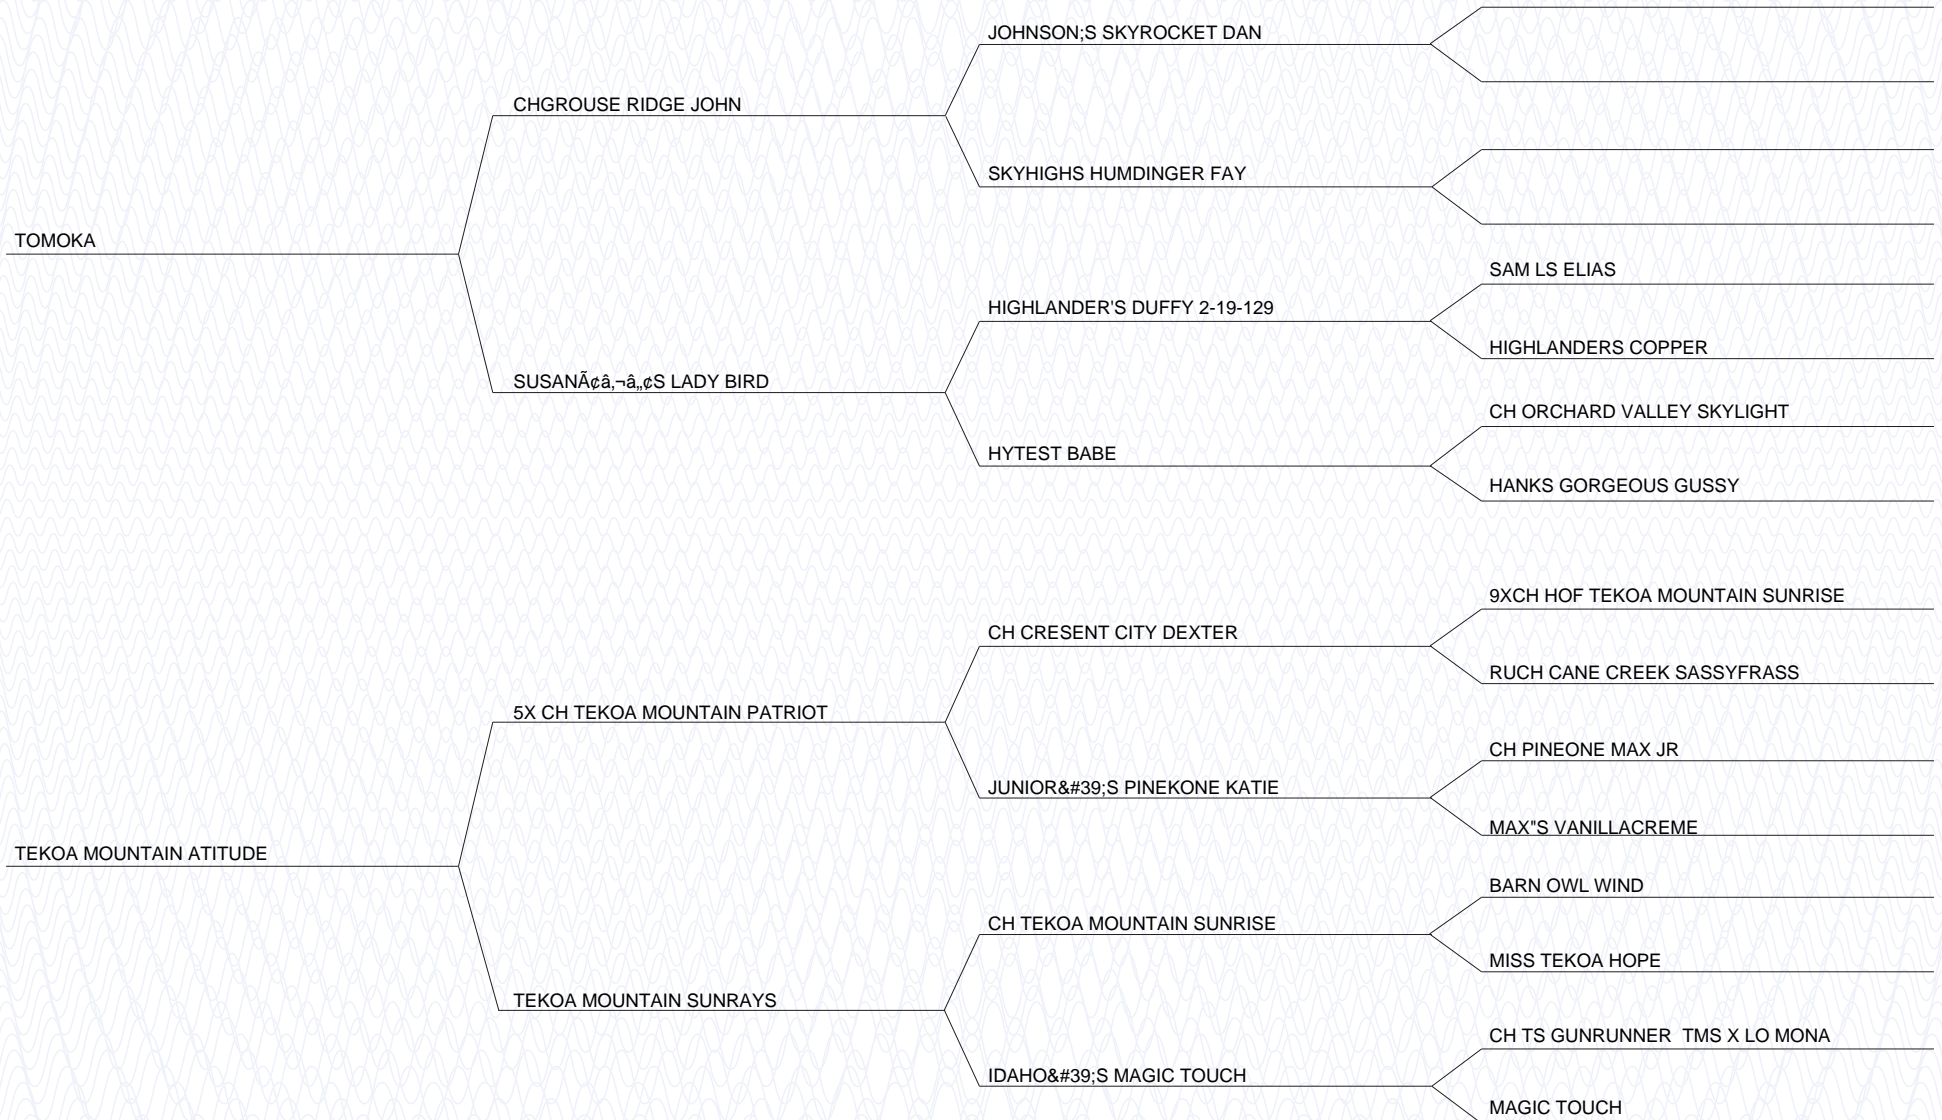 JOHNSON;S SKYROCKET DAN
CHGROUSE RIDGE JOHN
SKYHIGHS HUMDINGER FAY
TOMOKA
SAM LS ELIAS
HIGHLANDER'S DUFFY 2-19-129
HIGHLANDERS COPPER
SUSANÃ¢â‚¬â„¢S LADY BIRD
CH ORCHARD VALLEY SKYLIGHT
HYTEST BABE
HANKS GORGEOUS GUSSY
9XCH HOF TEKOA MOUNTAIN SUNRISE
CH CRESENT CITY DEXTER
RUCH CANE CREEK SASSYFRASS
5X CH TEKOA MOUNTAIN PATRIOT
CH PINEONE MAX JR
JUNIOR&#39;S PINEKONE KATIE
MAX"S VANILLACREME
TEKOA MOUNTAIN ATITUDE
BARN OWL WIND
CH TEKOA MOUNTAIN SUNRISE
MISS TEKOA HOPE
TEKOA MOUNTAIN SUNRAYS
CH TS GUNRUNNER  TMS X LO MONA
IDAHO&#39;S MAGIC TOUCH
MAGIC TOUCH